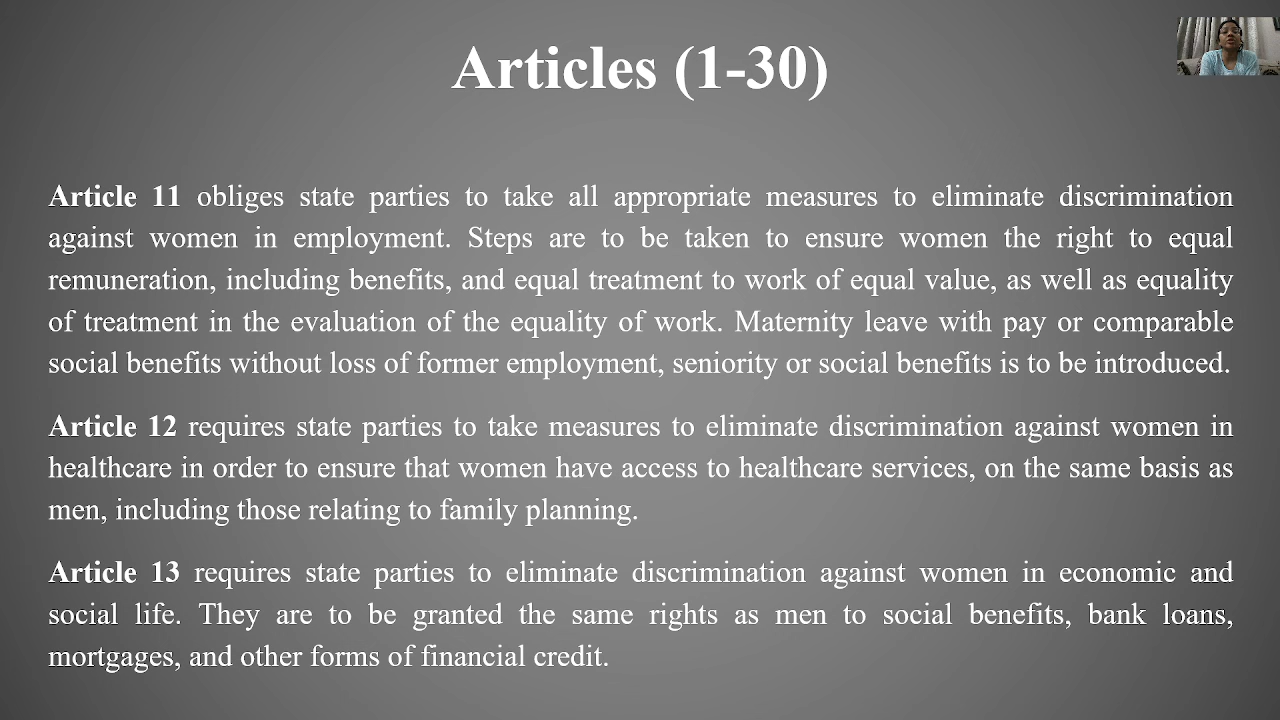 Articles (1-30)
Article 11 obliges state parties to take all appropriate measures to eliminate discrimination
against women in employment. Steps are to be taken to ensure women the right to equal
remuneration, including benefits, and equal treatment to work of equal value, as well as equality
of treatment in the evaluation of the equality of work. Maternity leave with pay or comparable
social benefits without loss of former employment, seniority or social benefits is to be introduced.
Article 12 requires state parties to take measures to eliminate discrimination against women in
healthcare in order to ensure that women have access to healthcare services, on the same basis as
men, including those relating to family planning.
Article 13 requires state parties to eliminate discrimination against women in economic and
social life. They are to be granted the same rights as men to social benefits, bank loans,
mortgages, and other forms of financial credit.